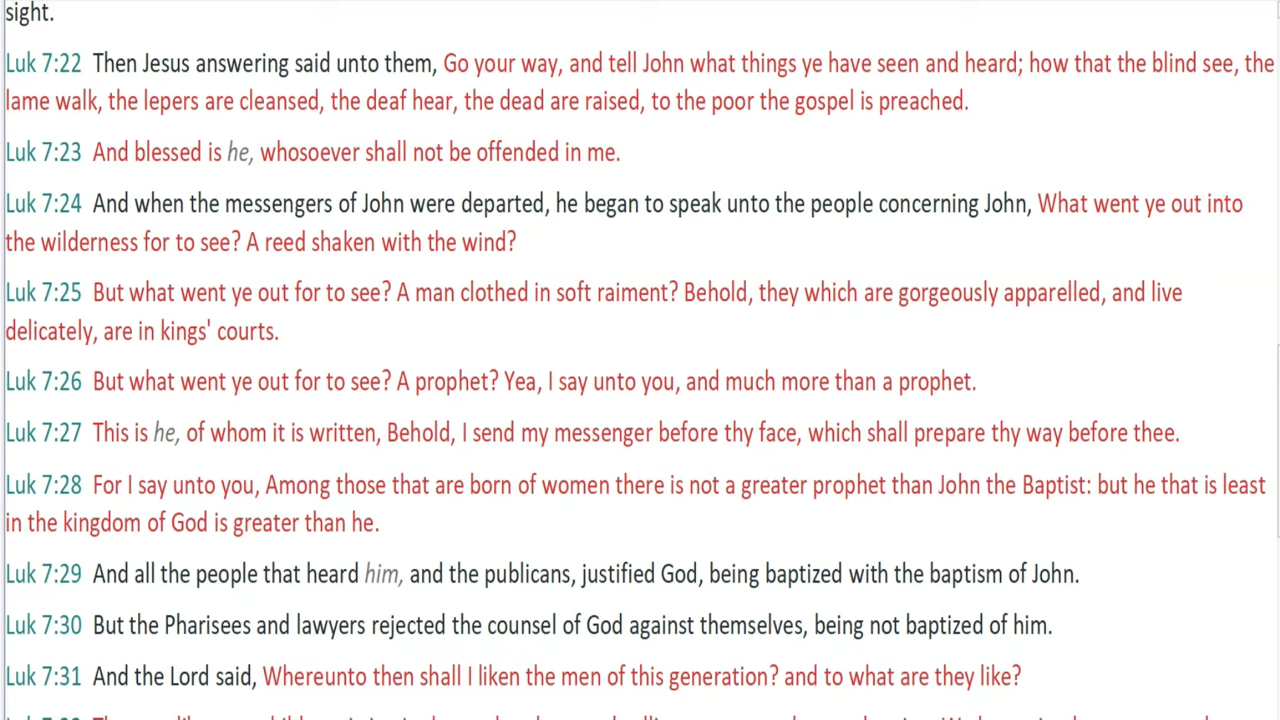 sight.
Luk 7:22 Then Jesus answering said unto them, Go your way, and tell John what things ye have seen and heard; how that the blind see, the
lame walk, the lepers are cleansed, the deaf hear, the dead are raised, to the poor the gospel is preached.
Luk 7:23 And blessed is he, whosoever shall not be offended in me.
Luk 7:24 And when the messengers of John were departed, he began to speak unto the people concerning John, What went ye out into
the wilderness for to see? A reed shaken with the wind?
Luk 7:25 But what went ye out for to see? A man clothed in soft raiment? Behold, they which are gorgeously apparelled, and live
delicately, are in kings' courts.
Luk 7:26 But what went ye out for to see? A prophet? Yea, I say unto you, and much more than a prophet.
Luk 7:27 This is he, of whom it is written, Behold, I send my messenger before thy face, which shall prepare thy way before thee.
Luk 7:28 For I say unto you, Among those that are born of women there is not a greater prophet than John the Baptist: but he that is least
in the kingdom of God is greater than he.
Luk 7:29 And all the people that heard him, and the publicans, justified God, being baptized with the baptism of John.
Luk 7:30 But the Pharisees and lawyers rejected the counsel of God against themselves, being not baptized of him.
Luk 7:31 And the Lord said, Whereunto then shall I liken the men of this generation? and to what are they like?